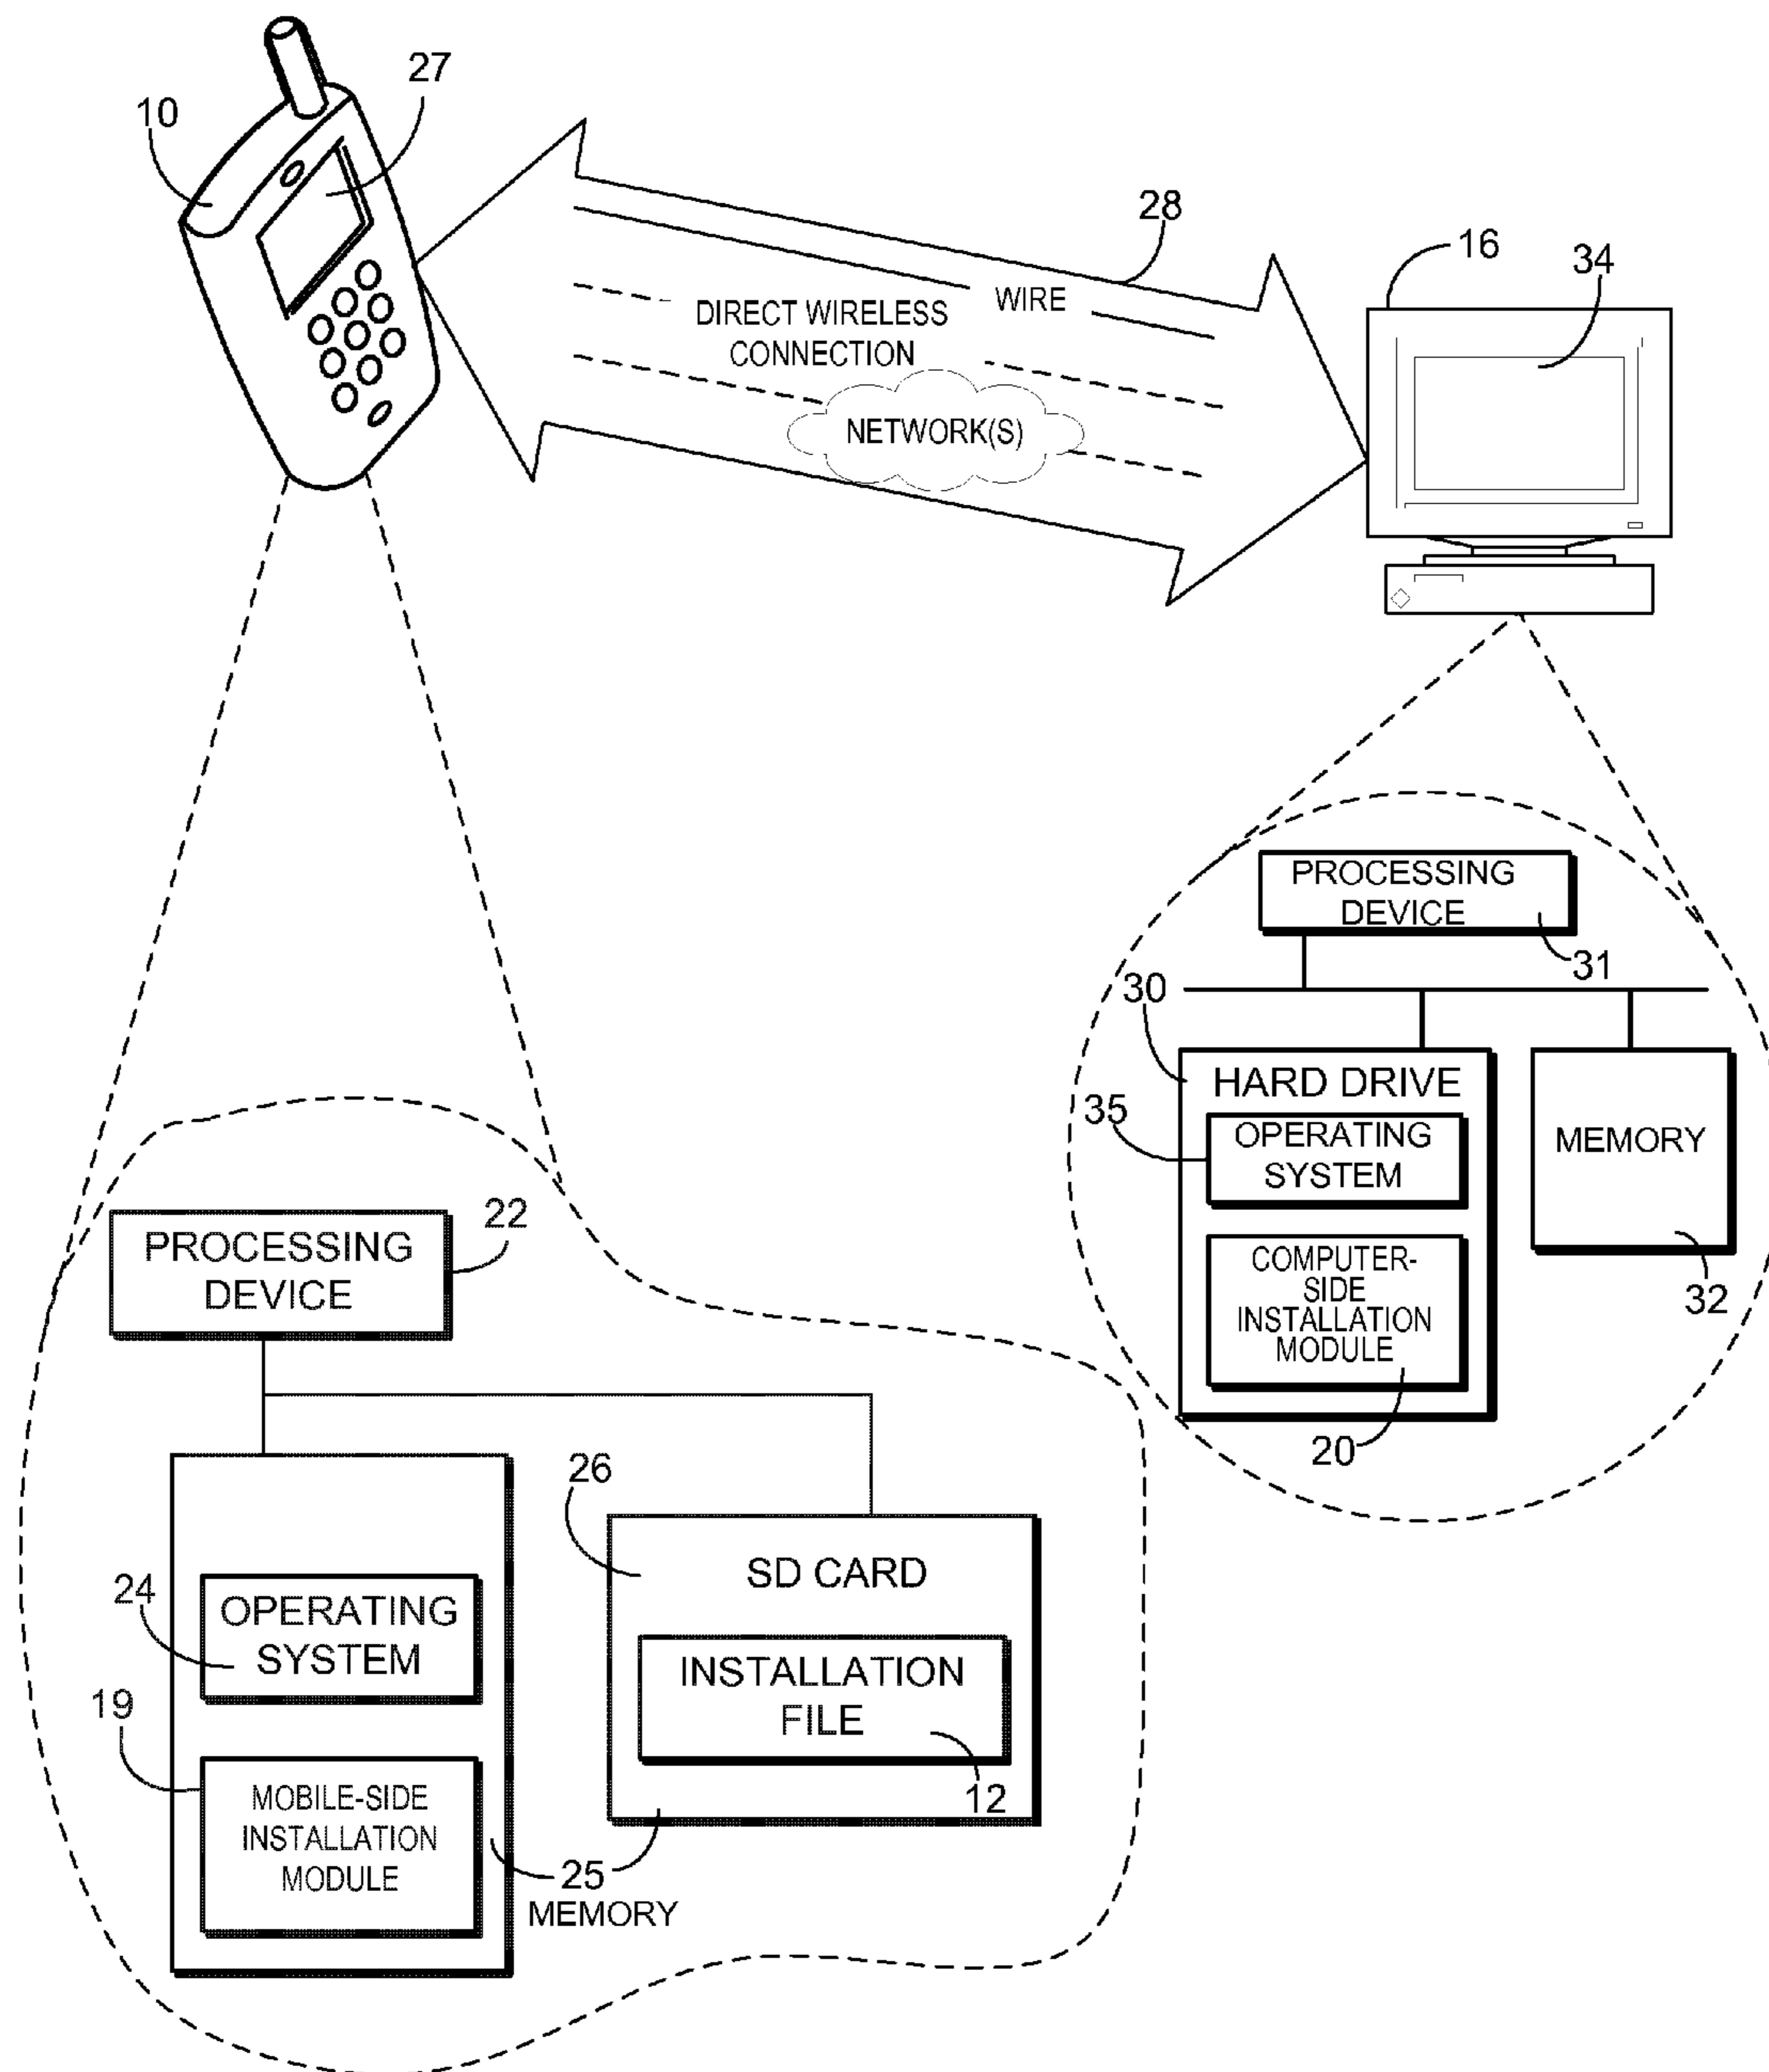 27
10
28
16
34
WIRE
DIRECT WIRELESS
CONNECTION
NETWORK(S)
PROCESSING
DEVICE
31
30
HARD DRIVE
35
OPERATING
SYSTEM
MEMORY
COMPUTER-
SIDE
INSTALLATION
MODULE
32
20
PROCESSING
DEVICE
22
26
SD CARD
24
OPERATING
SYSTEM
INSTALLATION
FILE
12
19
MOBILE-SIDE
INSTALLATION
MODULE
25
MEMORY